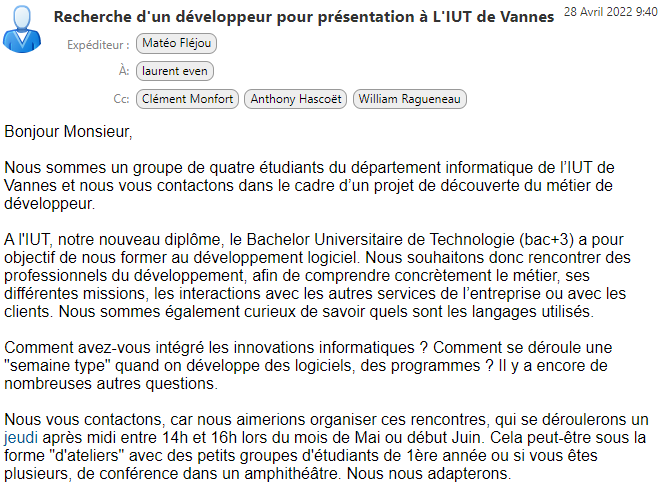 Recherche d'un développeur pour présentation à L'IUT de Vannes 28 Avril 2022 9:40
Expéditeur : Matéo Fléjou
À: laurent even
Cc: Clément Monfort Anthony Hascoët William Ragueneau
Bonjour Monsieur,
Nous sommes un groupe de quatre étudiants du département informatique de l'IUT de
Vannes et nous vous contactons dans le cadre d'un projet de découverte du métier de
développeur.
A l'IUT, notre nouveau diplôme, le Bachelor Universitaire de Technologie (bac+3) a pour
objectif de nous former au développement logiciel. Nous souhaitons donc rencontrer des
professionnels du développement, afin de comprendre concrètement le métier, ses
différentes missions, les interactions avec les autres services de l'entreprise ou avec les
clients. Nous sommes également curieux de savoir quels sont les langages utilisés.
Comment avez-vous intégré les innovations informatiques ? Comment se déroule une
"semaine type" quand on développe des logiciels, des programmes ? Il y a encore de
nombreuses autres questions.
Nous vous contactons, car nous aimerions organiser ces rencontres, qui se dérouleront un
jeudi après midi entre 14h et 16h lors du mois de Mai ou début Juin. Cela peut-être sous la
forme "d'ateliers" avec des petits groupes d'étudiants de 1ère année ou si vous êtes
plusieurs, de conférence dans un amphithéâtre. Nous nous adapterons.